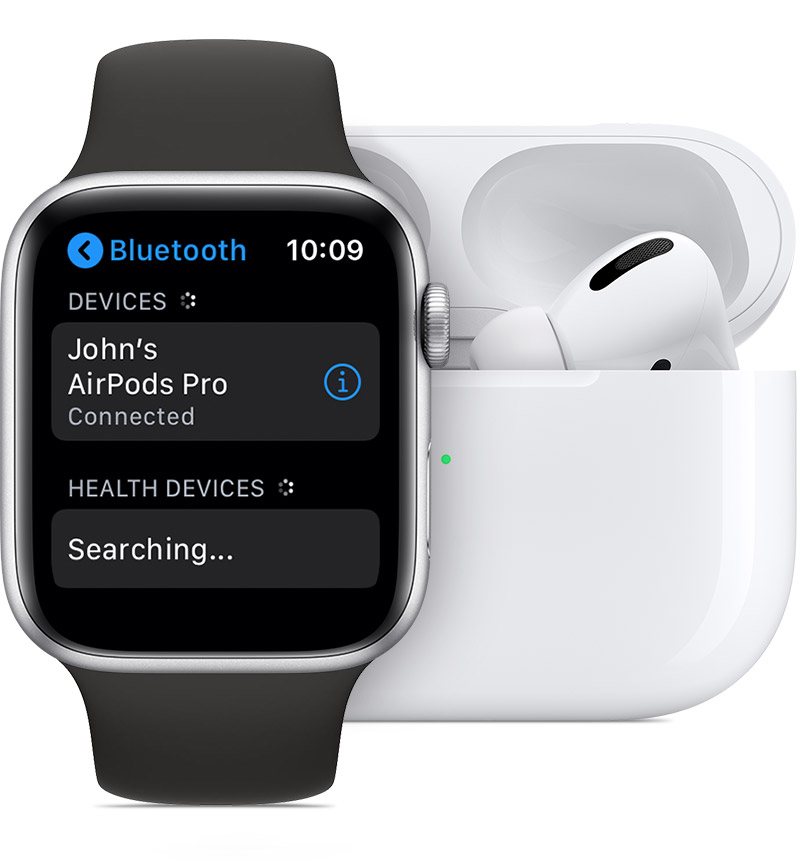 Bluetooth 10:09
DEVICES
John's
AirPods Pro
Connected
HEALTH DEVICES
Searching...